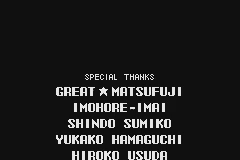 SPECIAL THANKS
GREAT★MATSUFUJI
IMOHORE-IMAI
SHINDO SUMIKO
YUKAKO HAMAGUCHI
HIROKO USUDA